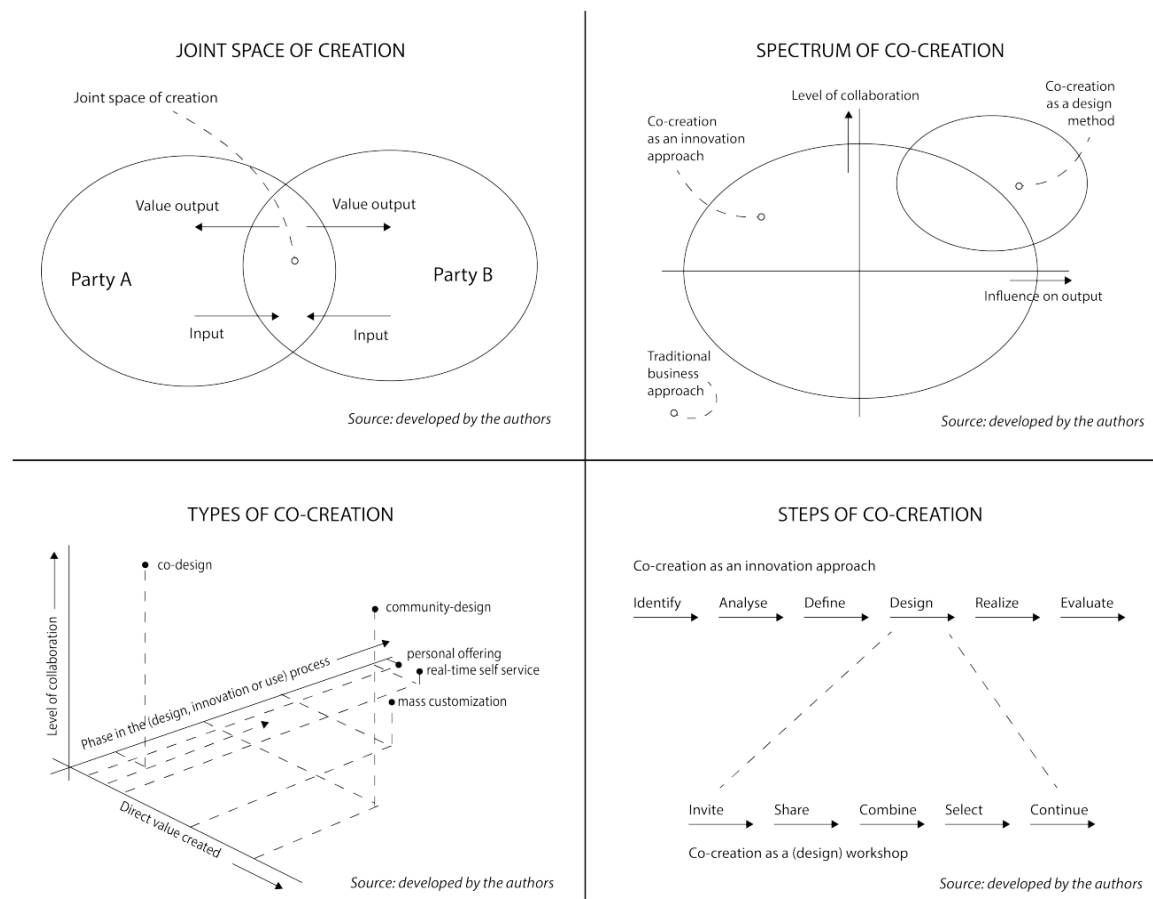 JOINT SPACE OF CREATION
Joint space of creation
Value output
Value output
Party A
Party B
Input
Input
Source: developed by the authors
SPECTRUM OF CO-CREATION
Level of collaboration
Co-creation
as a design
method
Co-creation
as an innovation
approach
Influence on output
Traditional
business
approach
Source: developed by the authors
TYPES OF CO-CREATION
Level of collaboration
co-design
community-design
personal offering
real-time self service
mass customization
Phase in the (design, innovation or use) process
Direct value created
Source: developed by the authors
STEPS OF CO-CREATION
Co-creation as an innovation approach
Identify
Analyse
Define
Design
Realize
Evaluate
Invite
Share
Combine
Select
Continue
Co-creation as a (design) workshop
Source: developed by the authors